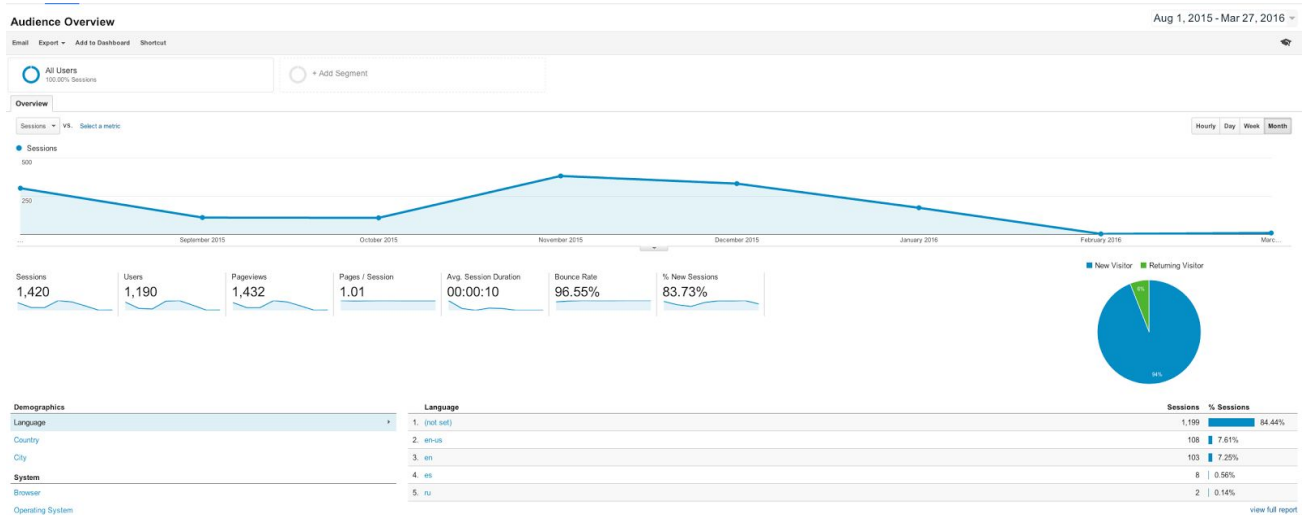 Audience Overview
Aug 1, 2015 - Mar 27, 2016
Email Export Add to Dashboard Shortcut
All Users
100.00% Sessions
+ Add Segment
Overview
Sessions VS. Select a metric
Hourly Day Week Month
Sessions
500
250
... September 2015 October 2015 November 2015 December 2015 January 2016 February 2016 Marc...
New Visitor Returning Visitor
Sessions Users Pageviews Pages / Session Avg. Session Duration Bounce Rate % New Sessions
1,420 1,190 1,432 1.01 00:00:10 96.55% 83.73%
6%
94%
Demographics
Language
Country
City
System
Browser
Operating System
Language Sessions % Sessions
1. (not set) 1,199 84.44%
2. en-us 108 7.61%
3. en 103 7.25%
4. es 8 0.56%
5. ru 2 0.14%
view full report